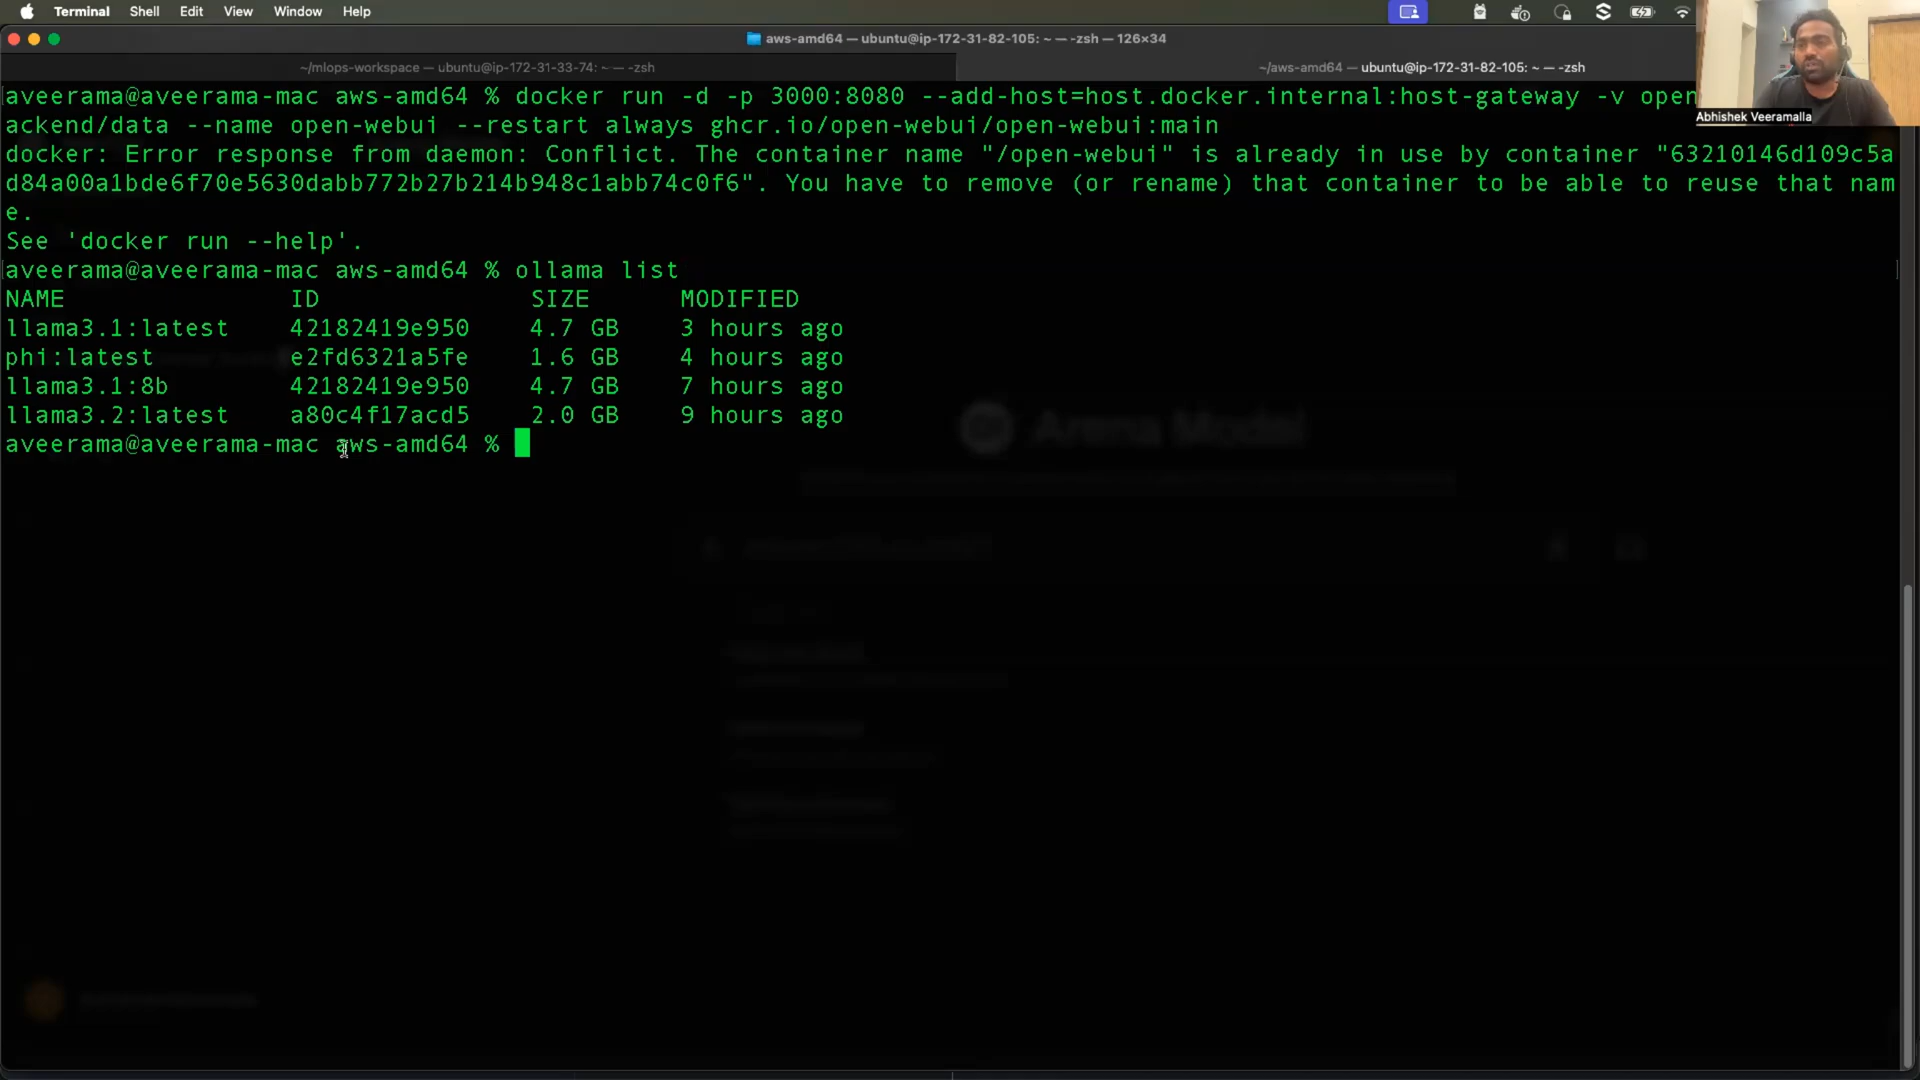 Terminal Shell Edit View Window Help
aws-amd64 — ubuntu@ip-172-31-82-105: ~ — -zsh — 126×34
~/mlops-workspace — ubuntu@ip-172-31-33-74: ~ — -zsh
~/aws-amd64 — ubuntu@ip-172-31-82-105: ~ — -zsh
aveerama@aveerama-mac aws-amd64 % docker run -d -p 3000:8080 --add-host=host.docker.internal:host-gateway -v open
Abhishek Veeramalla
ackend/data --name open-webui --restart always ghcr.io/open-webui/open-webui:main
docker: Error response from daemon: Conflict. The container name "/open-webui" is already in use by container "63210146d109c5a
d84a00a1bde6f70e5630dabb772b27b214b948c1abb74c0f6". You have to remove (or rename) that container to be able to reuse that nam
e.
See 'docker run --help'.
aveerama@aveerama-mac aws-amd64 % ollama list
NAME ID SIZE MODIFIED
llama3.1:latest 42182419e950 4.7 GB 3 hours ago
phi:latest e2fd6321a5fe 1.6 GB 4 hours ago
llama3.1:8b 42182419e950 4.7 GB 7 hours ago
llama3.2:latest a80c4f17acd5 2.0 GB 9 hours ago
aveerama@aveerama-mac aws-amd64 %
Arena Model